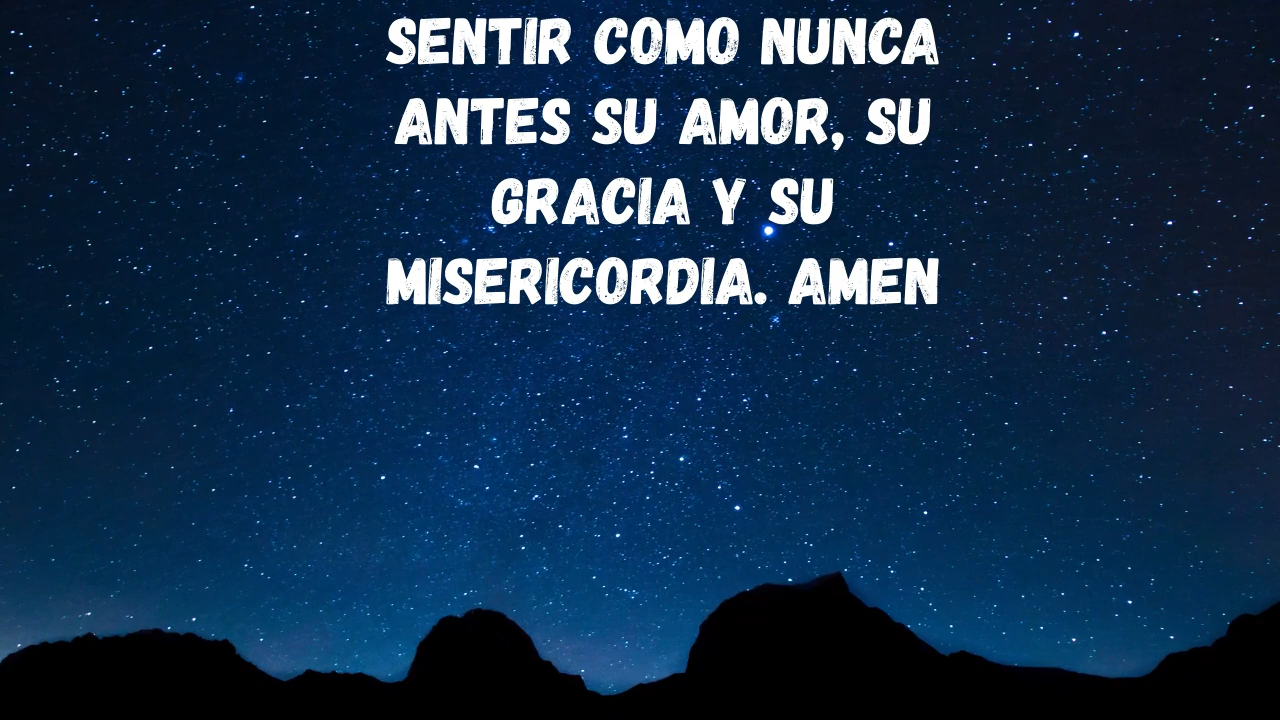 SENTIR COMO NUNCA
ANTES SU AMOR, SU
GRACIA Y SU
MISERICORDIA. AMEN